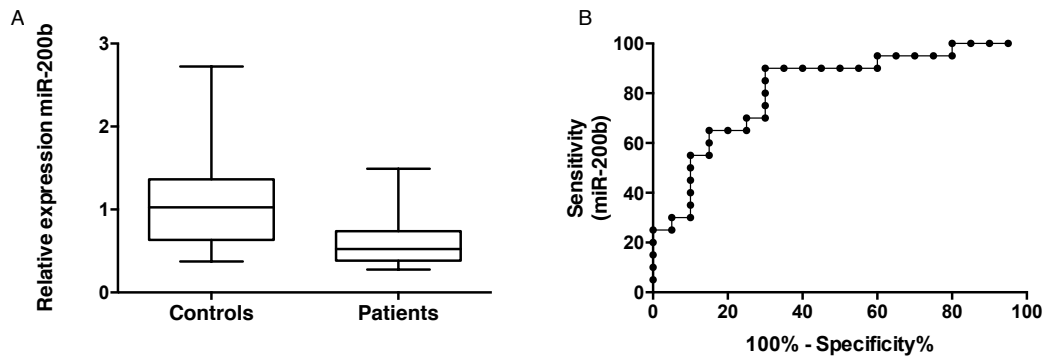 A
Relative expression miR-200b
3
2
1
0
Controls
Patients
B
Sensitivity
(miR-200b)
100
80
60
40
20
0
0
20
40
60
80
100
100% - Specificity%